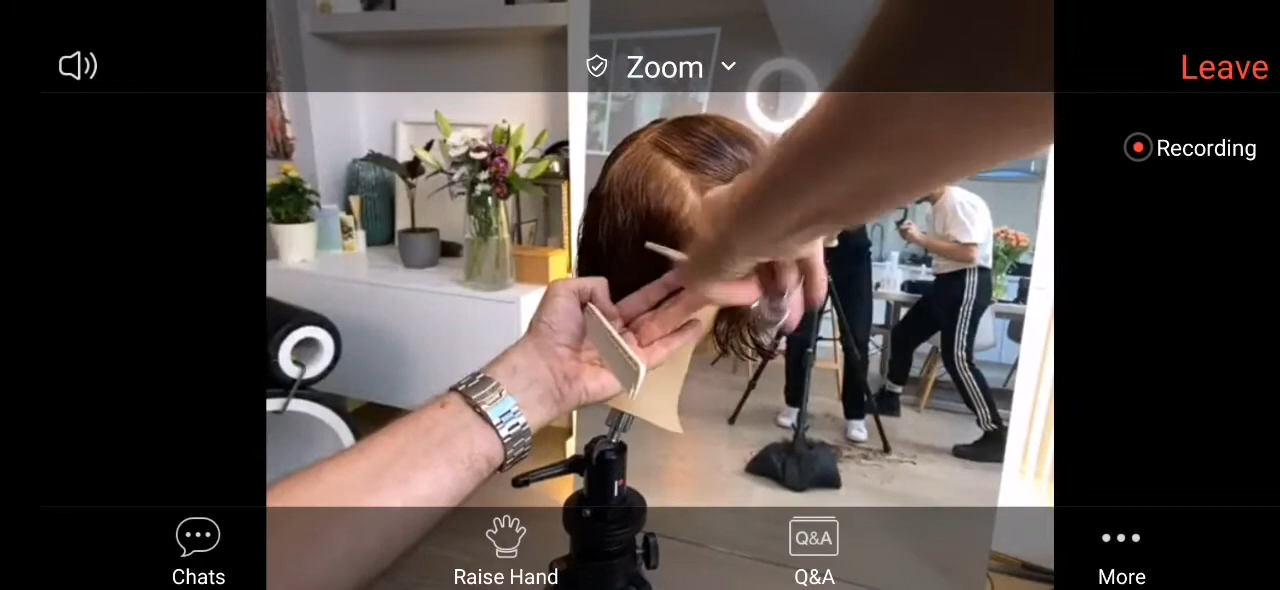 Zoom
Leave
Recording
Chats
Raise Hand
Q&A
Q&A
More